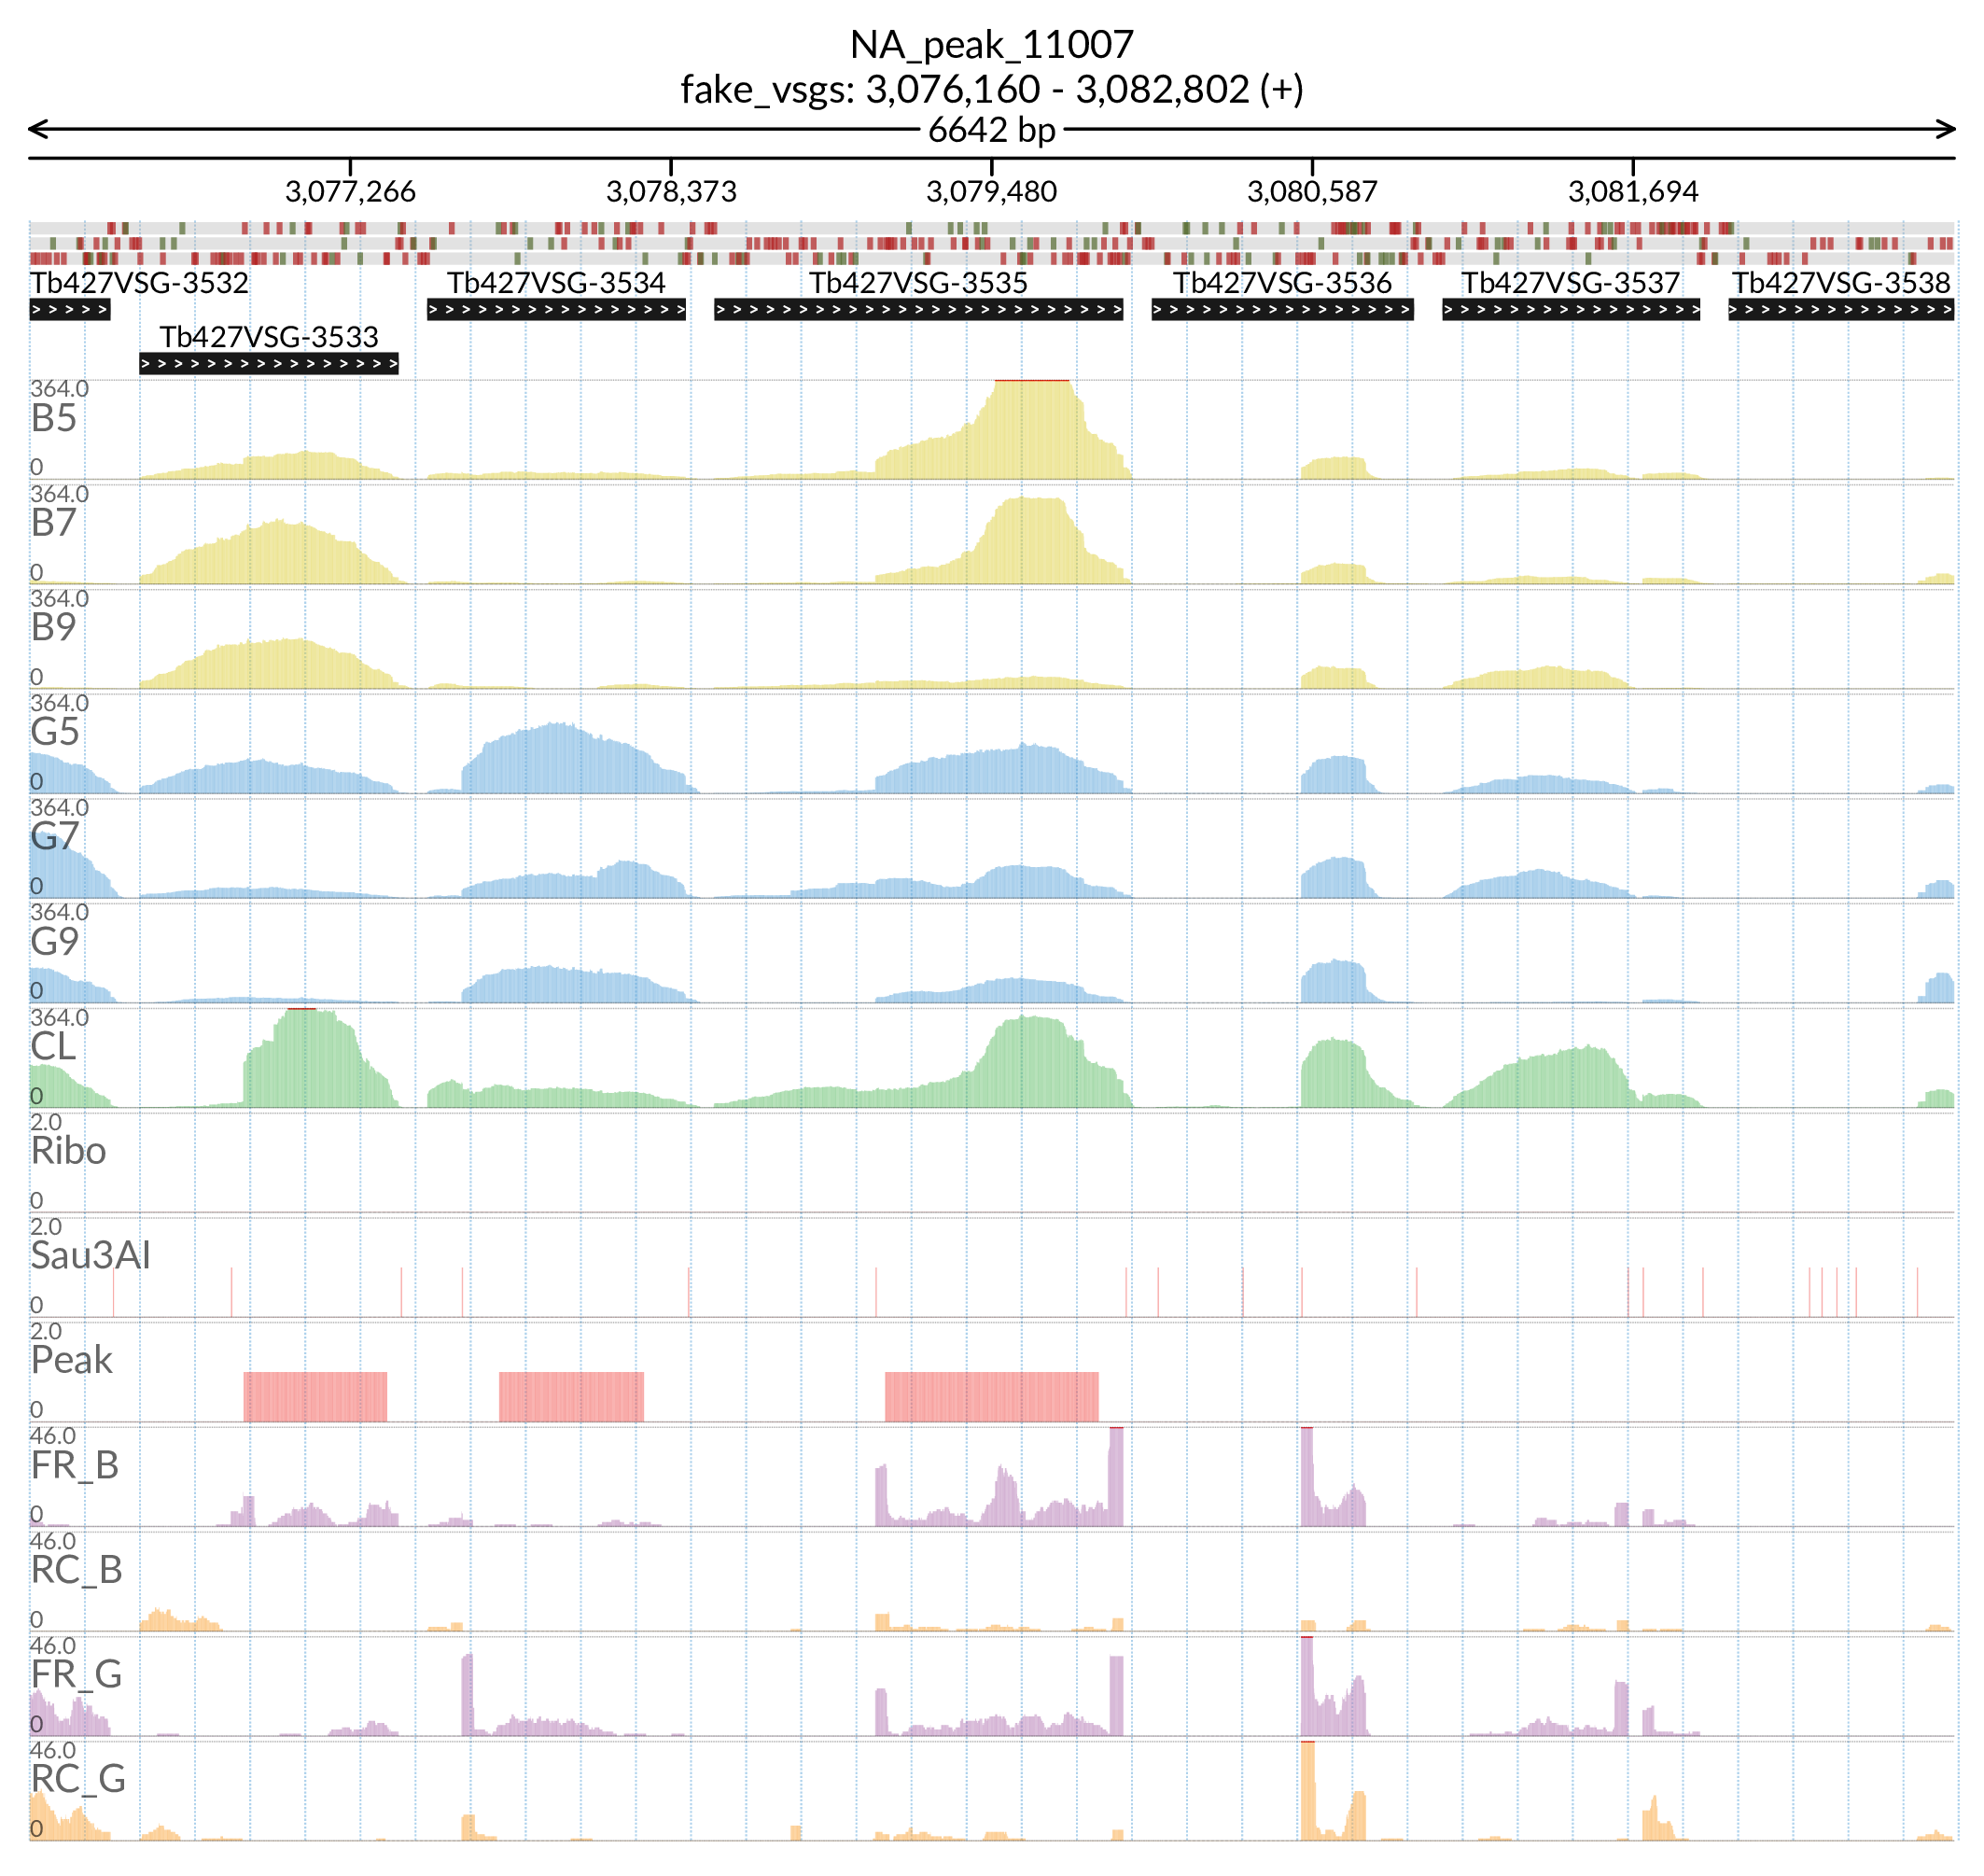 NA_peak_11007
fake_vsgs: 3,076,160 - 3,082,802 (+)
6642 bp
3,077,266 3,078,373 3,079,480 3,080,587 3,081,694
Tb427VSG-3532 Tb427VSG-3534 Tb427VSG-3535 Tb427VSG-3536 Tb427VSG-3537 Tb427VSG-3538
Tb427VSG-3533
364.0
B5
0
364.0
B7
0
364.0
B9
0
364.0
G5
0
364.0
G7
0
364.0
G9
0
364.0
CL
0
2.0
Ribo
0
2.0
Sau3AI
0
2.0
Peak
0
46.0
FR_B
0
46.0
RC_B
0
46.0
FR_G
0
46.0
RC_G
0